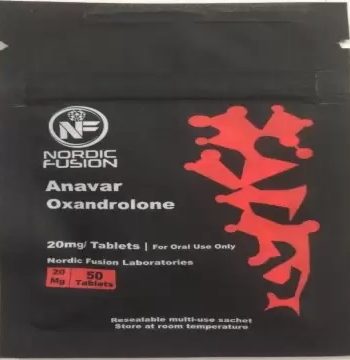 NF
NORDIC
FUSION
Anavar
Oxandrolone
20mg/ Tablets | For Oral Use Only
Nordic Fusion Laboratories
20 50
Mg Tablets
Resealable multi-use sachet
Store at room temperature